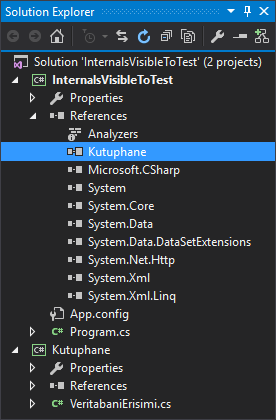 Solution Explorer
Solution 'InternalsVisibleToTest' (2 projects)
C# InternalsVisibleToTest
Properties
References
Analyzers
Kutuphane
Microsoft.CSharp
System
System.Core
System.Data
System.Data.DataSetExtensions
System.Net.Http
System.Xml
System.Xml.Linq
App.config
C# Program.cs
C# Kutuphane
Properties
References
C# VeritabaniErisimi.cs